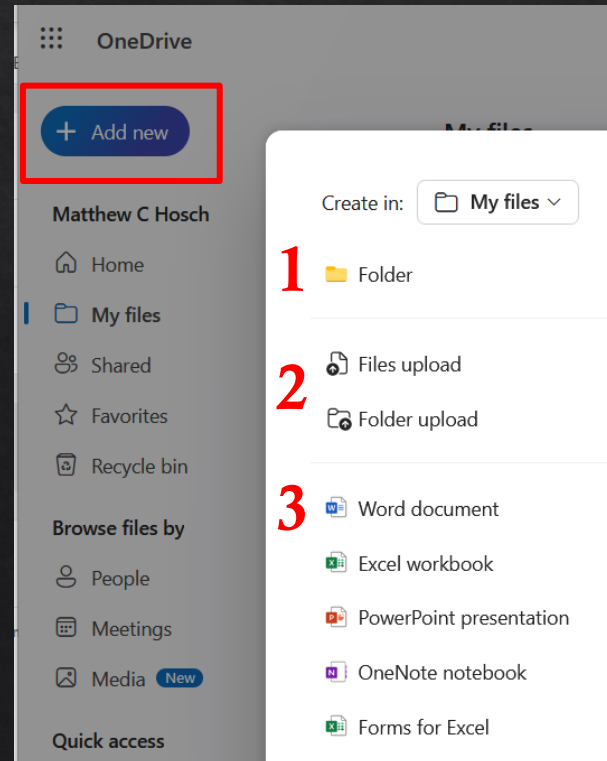 OneDrive
+ Add new
My files
Matthew C Hosch
Home
My files
Shared
Favorites
Recycle bin
Browse files by
People
Meetings
Media New
Quick access
Create in: My files
1 Folder
2
Files upload
Folder upload
3 Word document
Excel workbook
PowerPoint presentation
OneNote notebook
Forms for Excel